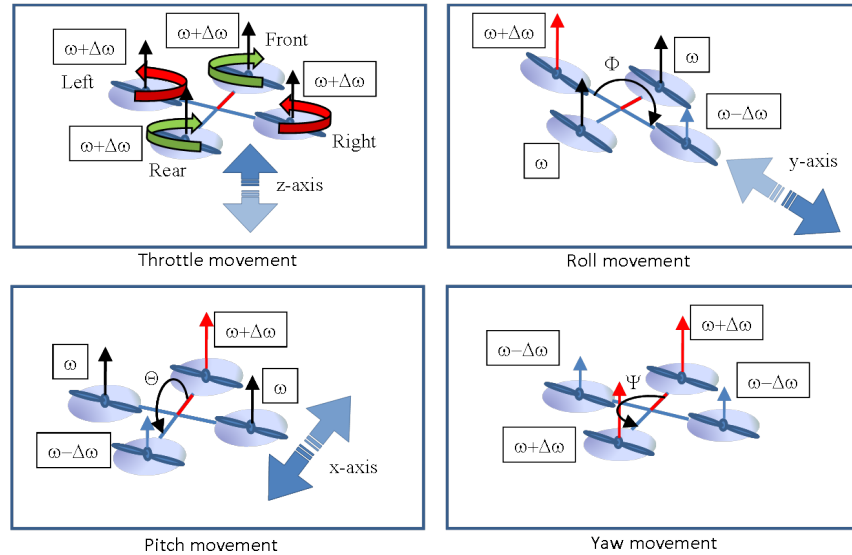 ω+Δω
Front
ω+Δω
ω+Δω
Left
ω+Δω
Right
Rear
z-axis
Throttle movement
ω+Δω
ω
Φ
ω−Δω
ω
y-axis
Roll movement
ω+Δω
ω
Θ
ω
ω−Δω
x-axis
Pitch movement
ω+Δω
ω−Δω
Ψ
ω−Δω
ω+Δω
Yaw movement